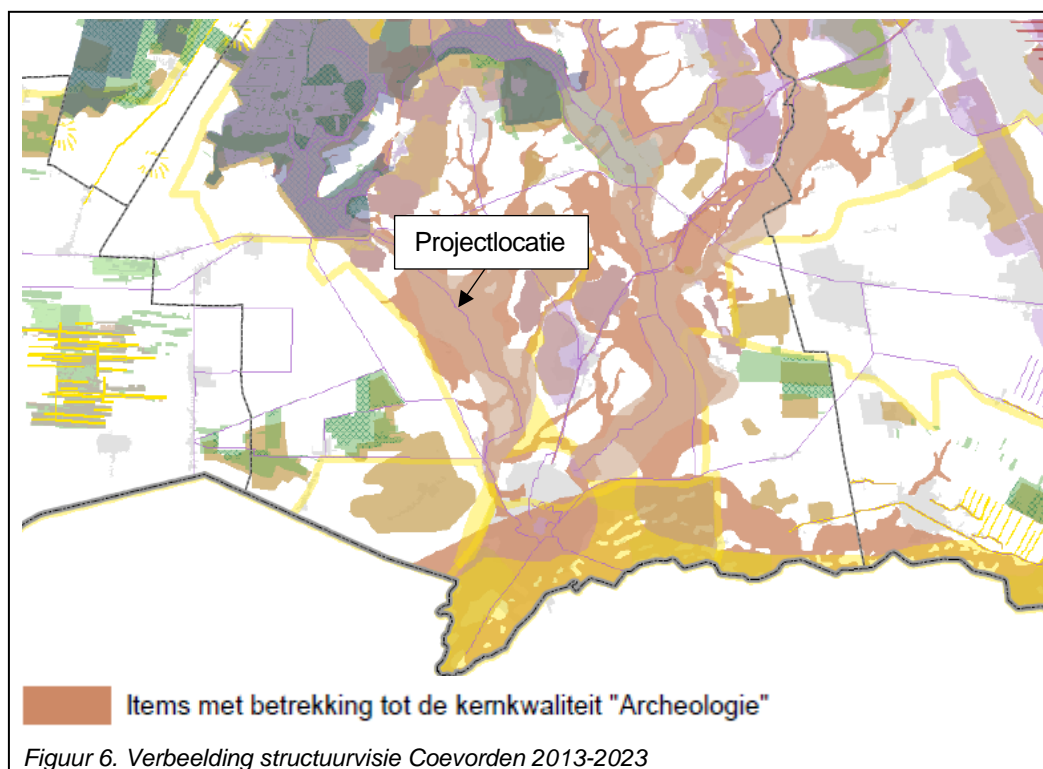 Projectlocatie
Items met betrekking tot de kernkwaliteit "Archeologie"
Figuur 6. Verbeelding structuurvisie Coevorden 2013-2023